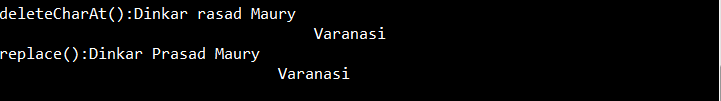 deleteCharAt():Dinkar rasad Maury
Varanasi
replace():Dinkar Prasad Maury
Varanasi